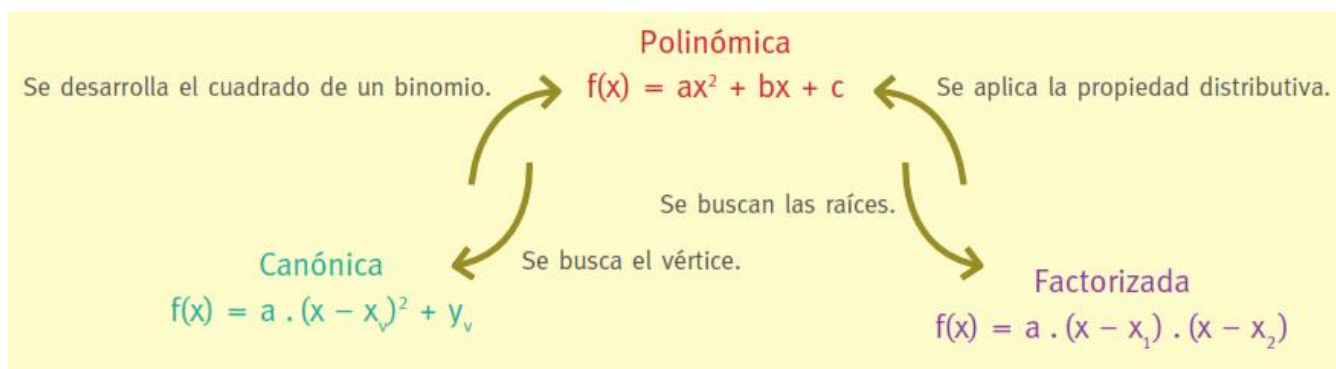 Polinómica
Se desarrolla el cuadrado de un binomio.
f(x) = ax² + bx + c
Se aplica la propiedad distributiva.
Se buscan las raíces.
Canónica
Se busca el vértice.
f(x) = a . (x − xᵥ)² + yᵥ
Factorizada
f(x) = a . (x − x₁) . (x − x₂)